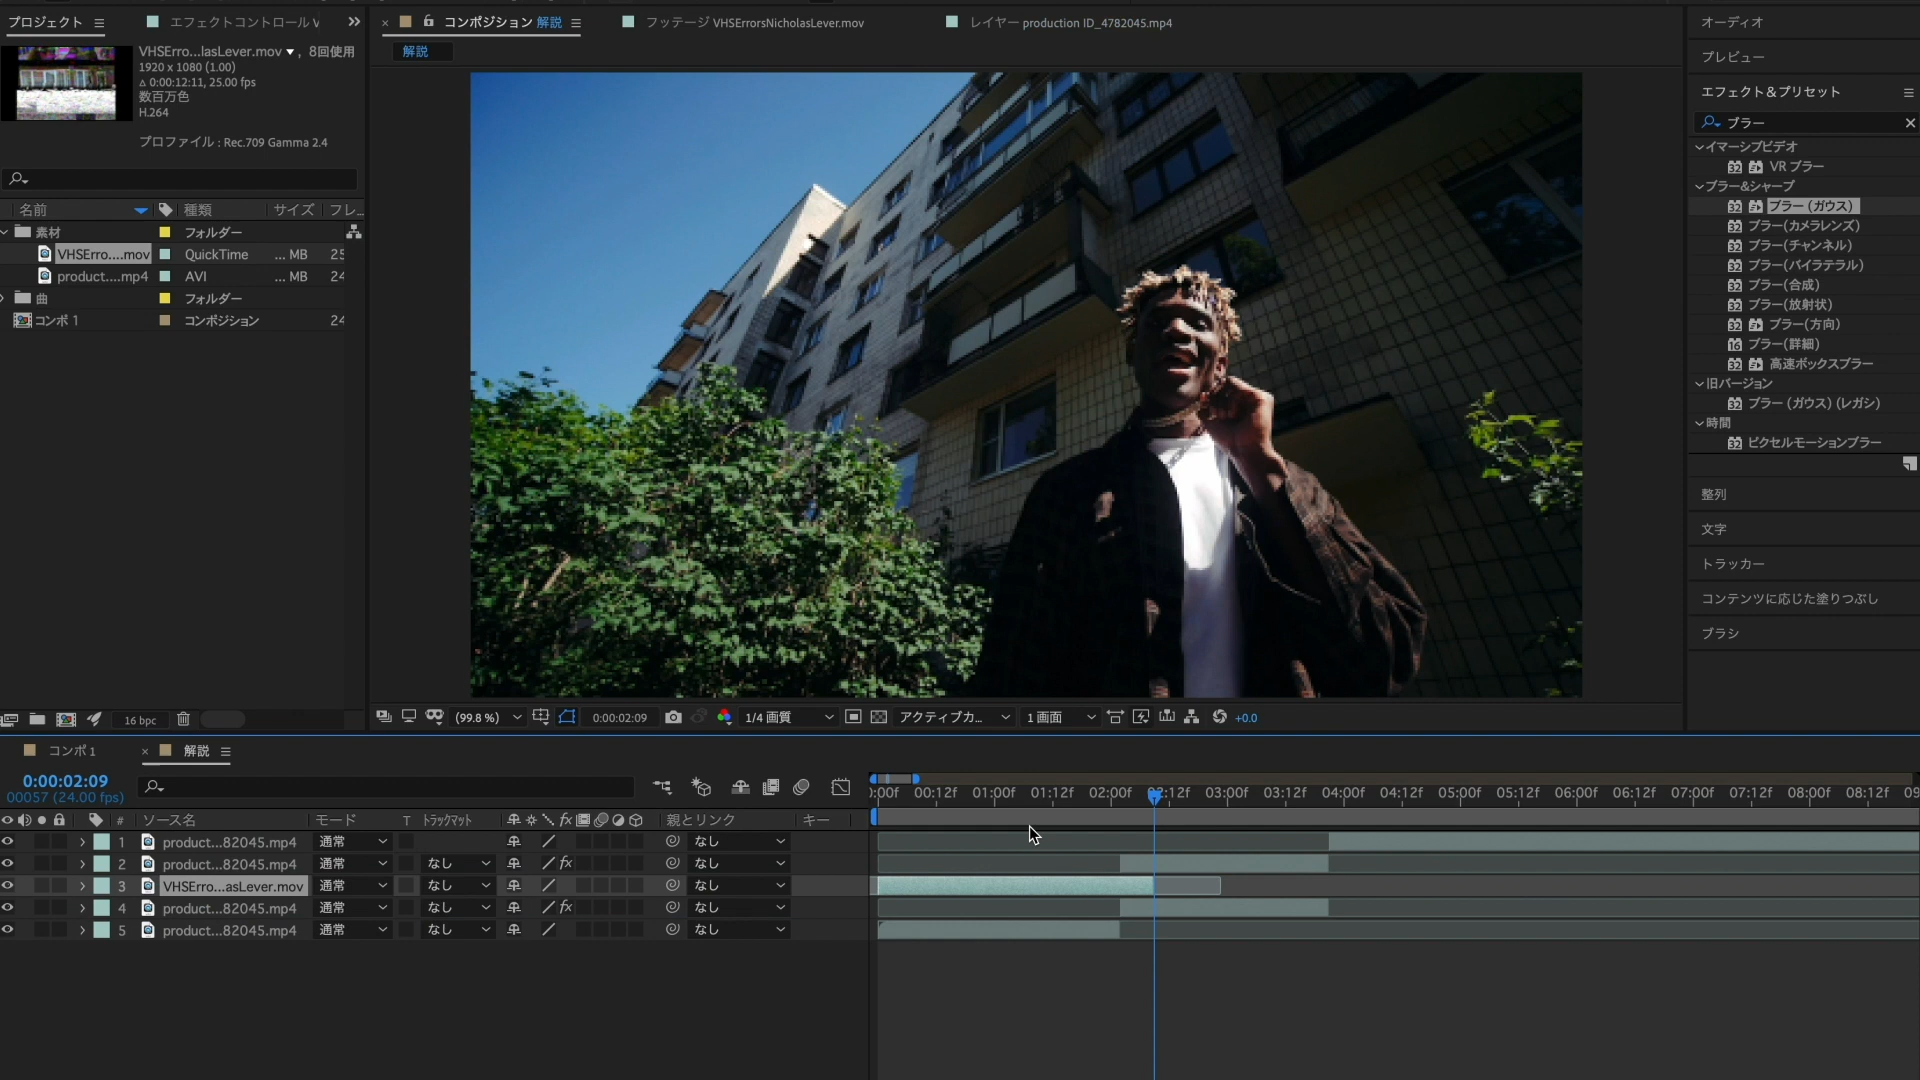 プロジェクト
エフェクトコントロール V
コンポジション 解説
フッテージ VHSErrorsNicholasLever.mov
レイヤー production ID_4782045.mp4
オーディオ
解説
VHSErro...lasLever.mov ▼ , 8回使用
1920 x 1080 (1.00)
△ 0:00:12:11, 25.00 fps
数百万色
H.264
プロファイル : Rec.709 Gamma 2.4
プレビュー
エフェクト＆プリセット
ブラー
イマーシブビデオ
VR ブラー
ブラー&シャープ
ブラー (ガウス)
ブラー(カメラレンズ)
ブラー(チャンネル)
ブラー(バイラテラル)
ブラー(合成)
ブラー(放射状)
ブラー(方向)
ブラー(詳細)
高速ボックスブラー
旧バージョン
ブラー (ガウス) (レガシ)
時間
ピクセルモーションブラー
整列
文字
トラッカー
コンテンツに応じた塗りつぶし
ブラシ
名前 種類 サイズ フレ...
素材 フォルダー
VHSErro....mov QuickTime ... MB 25
product....mp4 AVI ... MB 24
曲 フォルダー
コンポ 1 コンポジション 24
16 bpc
(99.8 %) 0:00:02:09 1/4 画質 アクティブカ... 1 画面 +0.0
コンポ 1 解説
0:00:02:09
00057 (24.00 fps)
):00f 00:12f 01:00f 01:12f 02:00f 02:12f 03:00f 03:12f 04:00f 04:12f 05:00f 05:12f 06:00f 06:12f 07:00f 07:12f 08:00f 08:12f 09
# ソース名 モード T トラックマット fx 親とリンク キー
1 product...82045.mp4 通常 なし
2 product...82045.mp4 通常 なし fx なし
3 VHSErro...asLever.mov 通常 なし なし
4 product...82045.mp4 通常 なし fx なし
5 product...82045.mp4 通常 なし なし